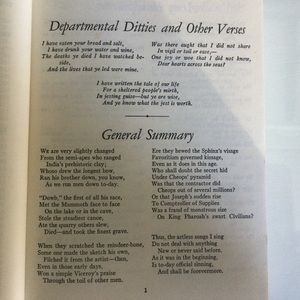 Departmental Ditties and Other Verses
I have eaten your bread and salt,
I have drunk your water and wine,
The deaths ye died I have watched be-
side,
And the lives that ye led were mine.
Was there aught that I did not share
In vigil or toil or ease,—
One joy or woe that I did not know,
Dear hearts across the seas?
I have written the tale of our life
For a sheltered people's mirth,
In jesting guise—but ye are wise,
And ye know what the jest is worth.
General Summary
We are very slightly changed
From the semi-apes who ranged
India's prehistoric clay;
Whoso drew the longest bow,
Ran his brother down, you know,
As we run men down to-day.
"Dowb," the first of all his race,
Met the Mammoth face to face
On the lake or in the cave,
Stole the steadiest canoe,
Ate the quarry others slew;
Died—and took the finest grave.
When they scratched the reindeer-bone,
Some one made the sketch his own,
Filched it from the artist—then,
Even in those early days,
Won a simple Viceroy's praise
Through the toil of other men.
Ere they hewed the Sphinx's visage
Favoritism governed kissage,
Even as it does in this age.
Who shall doubt the secret hid
Under Cheops' pyramid
Was that the contractor did
Cheops out of several millions?
Or that Joseph's sudden rise
To Comptroller of Supplies
Was a fraud of monstrous size
On King Pharoah's swart Civilians?
Thus, the artless songs I sing
Do not deal with anything
New or never said before.
As it was in the beginning,
Is to-day official sinning,
And shall be forevermore.
1